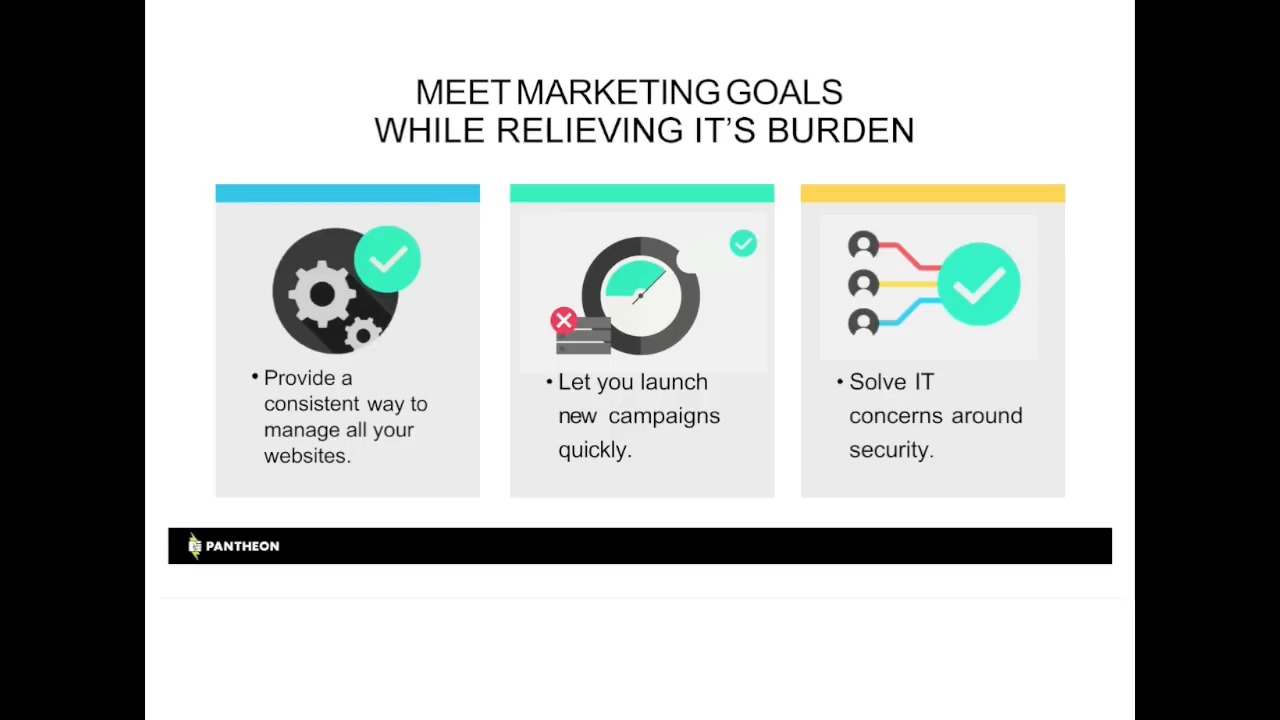 MEET MARKETING GOALS
WHILE RELIEVING IT’S BURDEN
• Provide a
consistent way to
manage all your
websites.
• Let you launch
new campaigns
quickly.
• Solve IT
concerns around
security.
PANTHEON